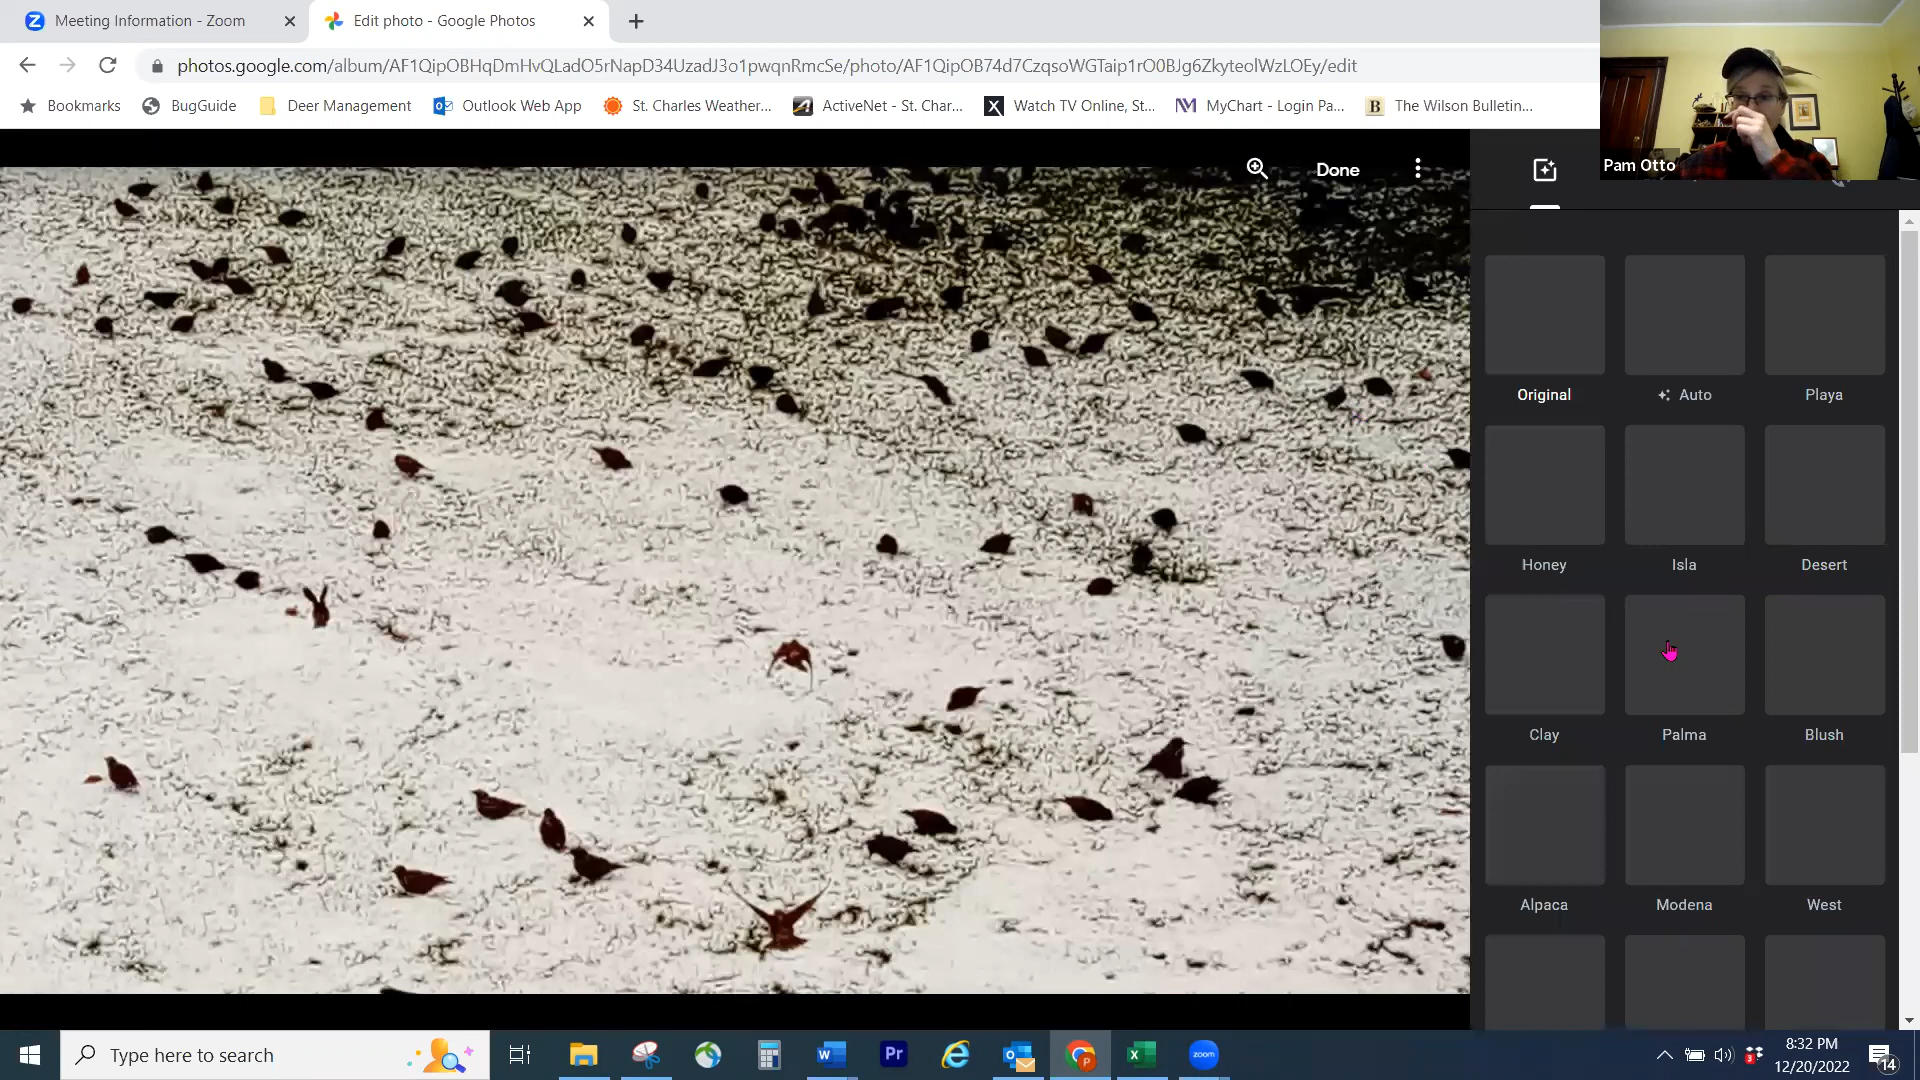 Meeting Information - Zoom
Edit photo - Google Photos
photos.google.com/album/AF1QipOBHqDmHvQLadO5rNapD34UzadJ3o1pwqnRmcSe/photo/AF1QipOB74d7CzqsoWGTaip1rO0BJg6ZkyteolWzLOEy/edit
Bookmarks
BugGuide
Deer Management
Outlook Web App
St. Charles Weather...
ActiveNet - St. Char...
Watch TV Online, St...
MyChart - Login Pa...
The Wilson Bulletin...
Pam Otto
Done
Original
Auto
Playa
Honey
Isla
Desert
Clay
Palma
Blush
Alpaca
Modena
West
Type here to search
W
Pr
P
X
zoom
3
8:32 PM
12/20/2022
14